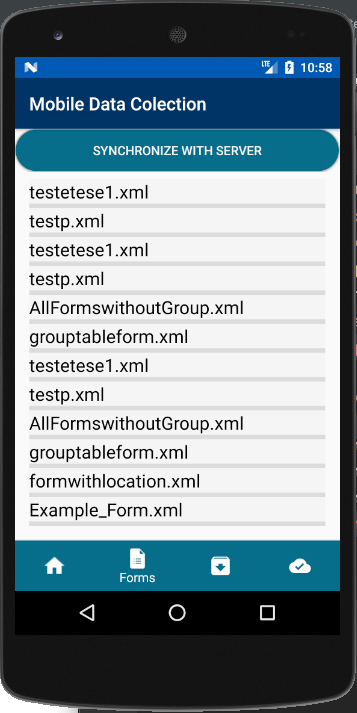 LTE 10:58
Mobile Data Colection
SYNCHRONIZE WITH SERVER
testetese1.xml
testp.xml
testetese1.xml
testp.xml
AllFormswithoutGroup.xml
grouptableform.xml
testetese1.xml
testp.xml
AllFormswithoutGroup.xml
grouptableform.xml
formwithlocation.xml
Example_Form.xml
Forms